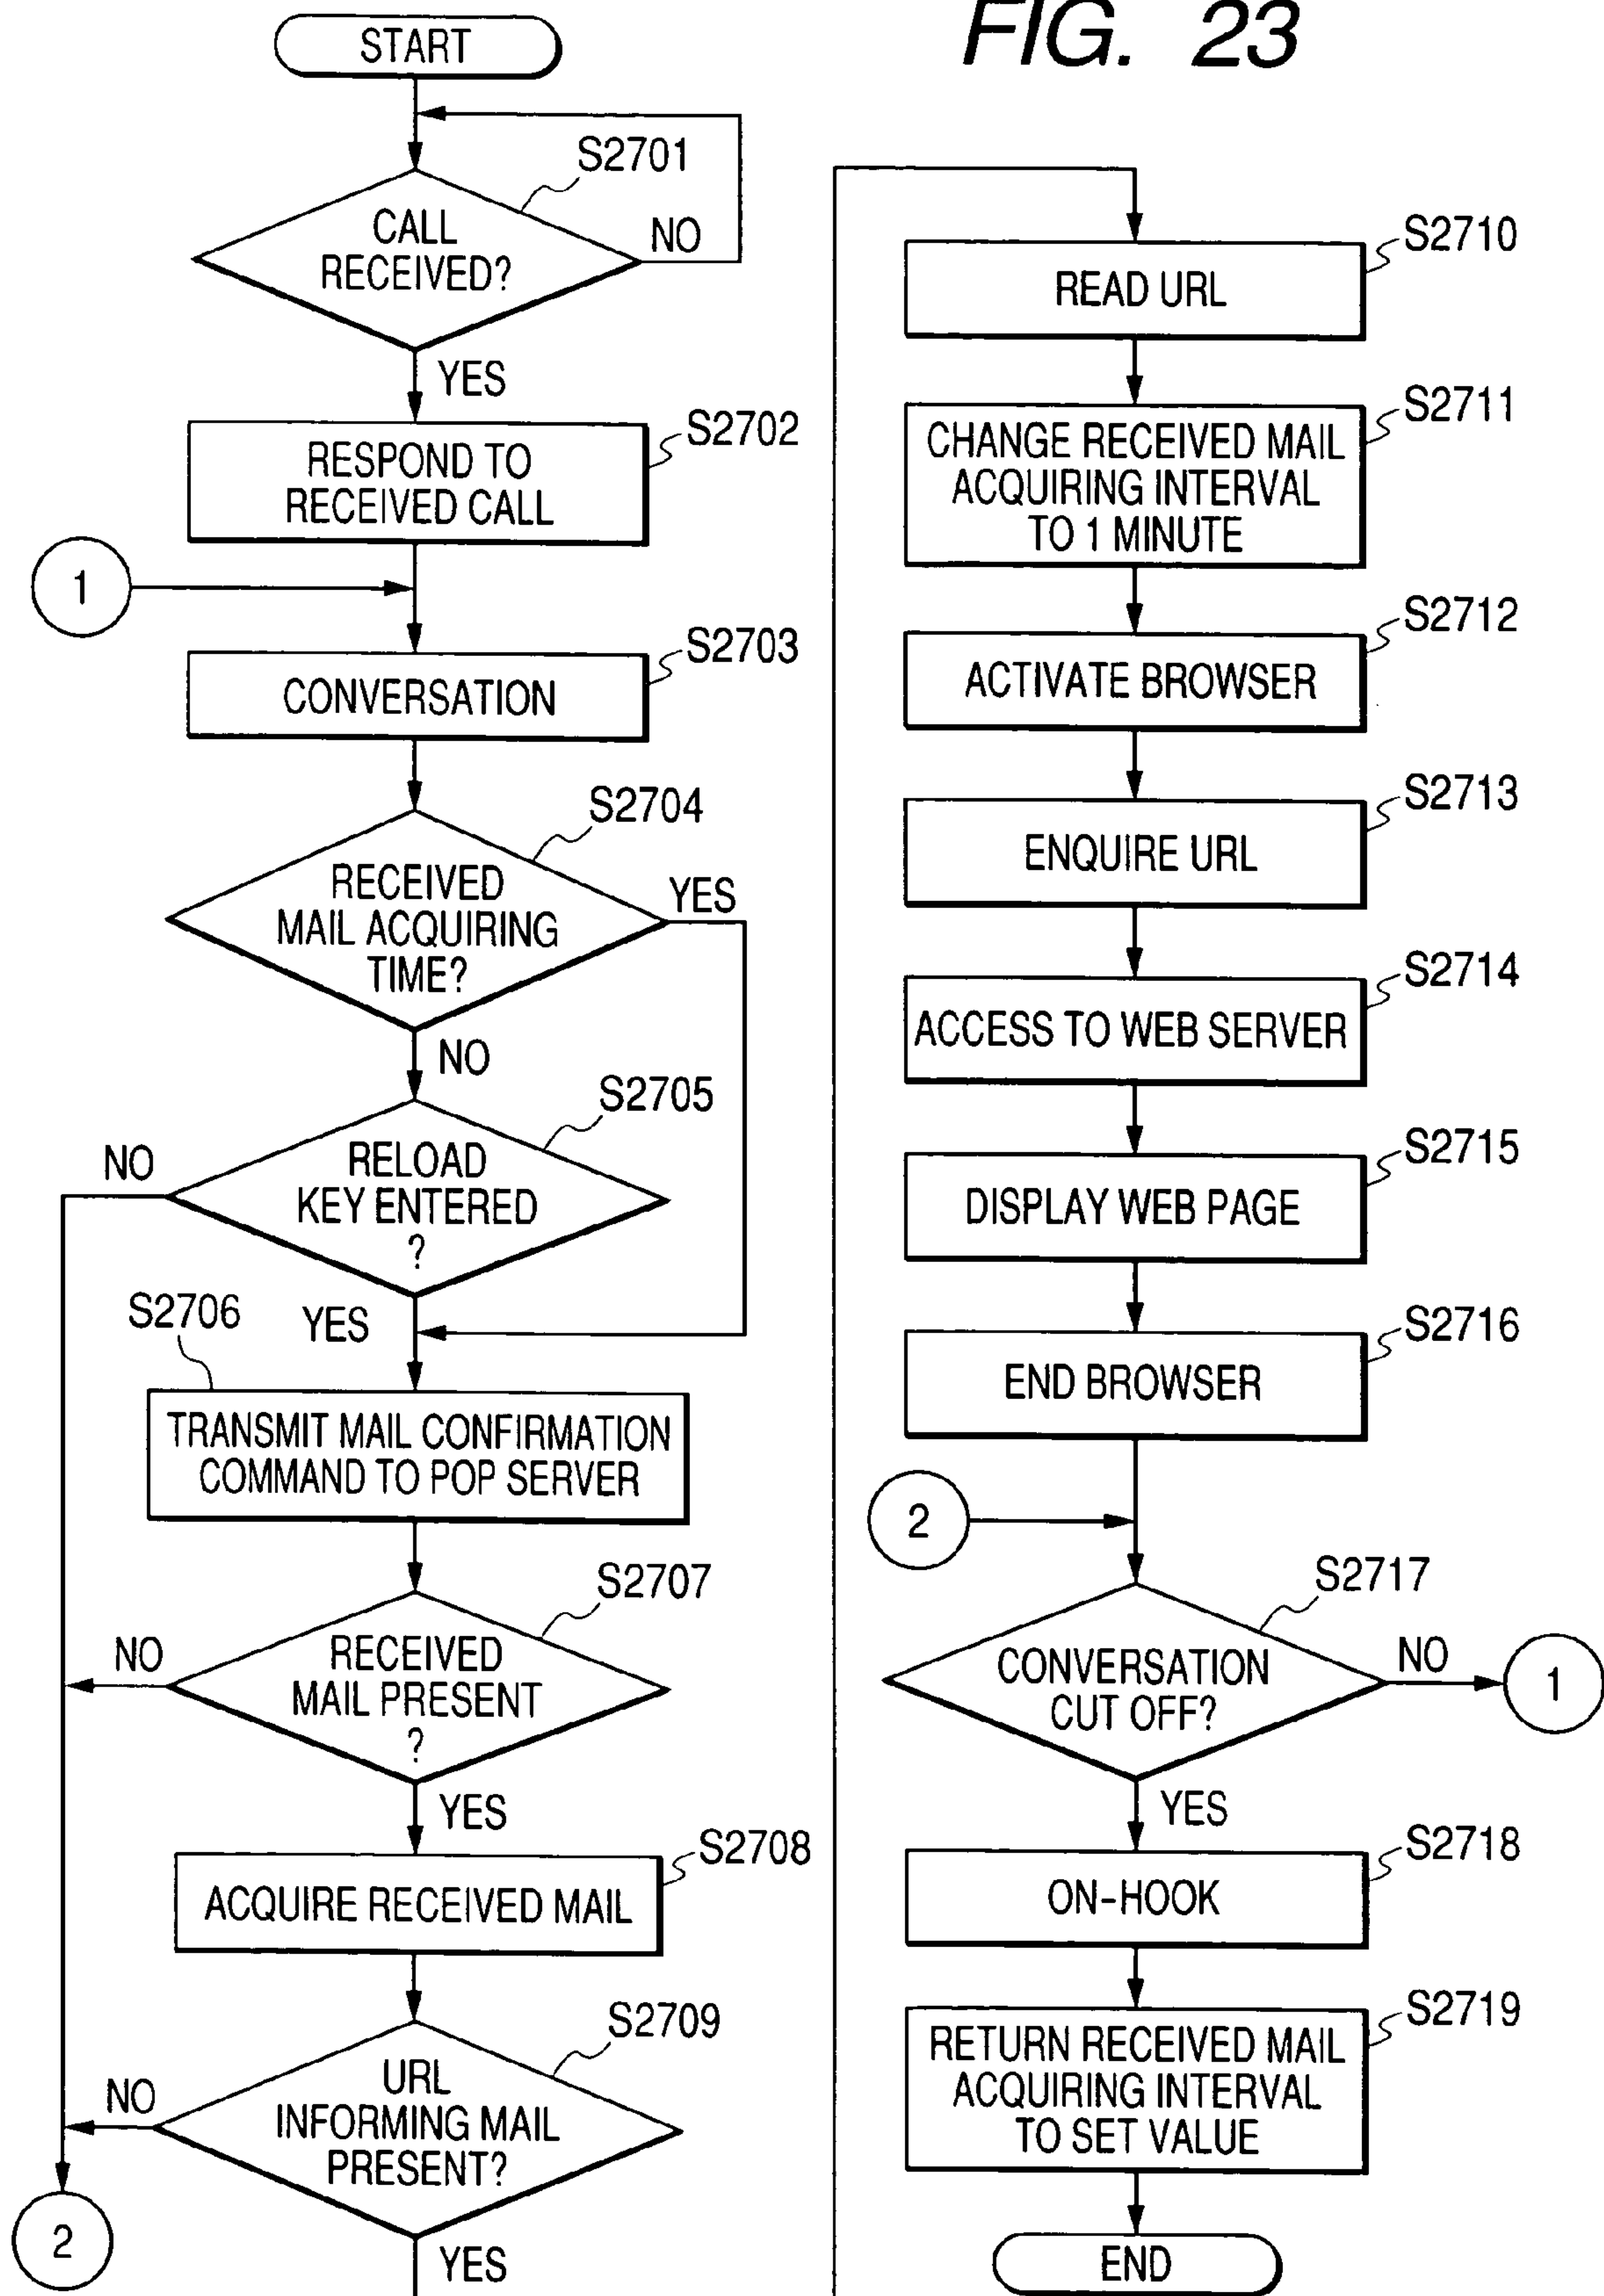 FIG. 23
START
S2701
CALL
RECEIVED?
NO
YES
S2702
RESPOND TO
RECEIVED CALL
1
S2703
CONVERSATION
S2704
RECEIVED
MAIL ACQUIRING
TIME?
YES
NO
S2705
RELOAD
KEY ENTERED
?
NO
YES
S2706
TRANSMIT MAIL CONFIRMATION
COMMAND TO POP SERVER
S2707
RECEIVED
MAIL PRESENT
?
NO
YES
S2708
ACQUIRE RECEIVED MAIL
S2709
URL
INFORMING MAIL
PRESENT?
NO
2
YES
S2710
READ URL
S2711
CHANGE RECEIVED MAIL
ACQUIRING INTERVAL
TO 1 MINUTE
S2712
ACTIVATE BROWSER
S2713
ENQUIRE URL
S2714
ACCESS TO WEB SERVER
S2715
DISPLAY WEB PAGE
S2716
END BROWSER
2
S2717
CONVERSATION
CUT OFF?
NO
1
YES
S2718
ON-HOOK
S2719
RETURN RECEIVED MAIL
ACQUIRING INTERVAL
TO SET VALUE
END